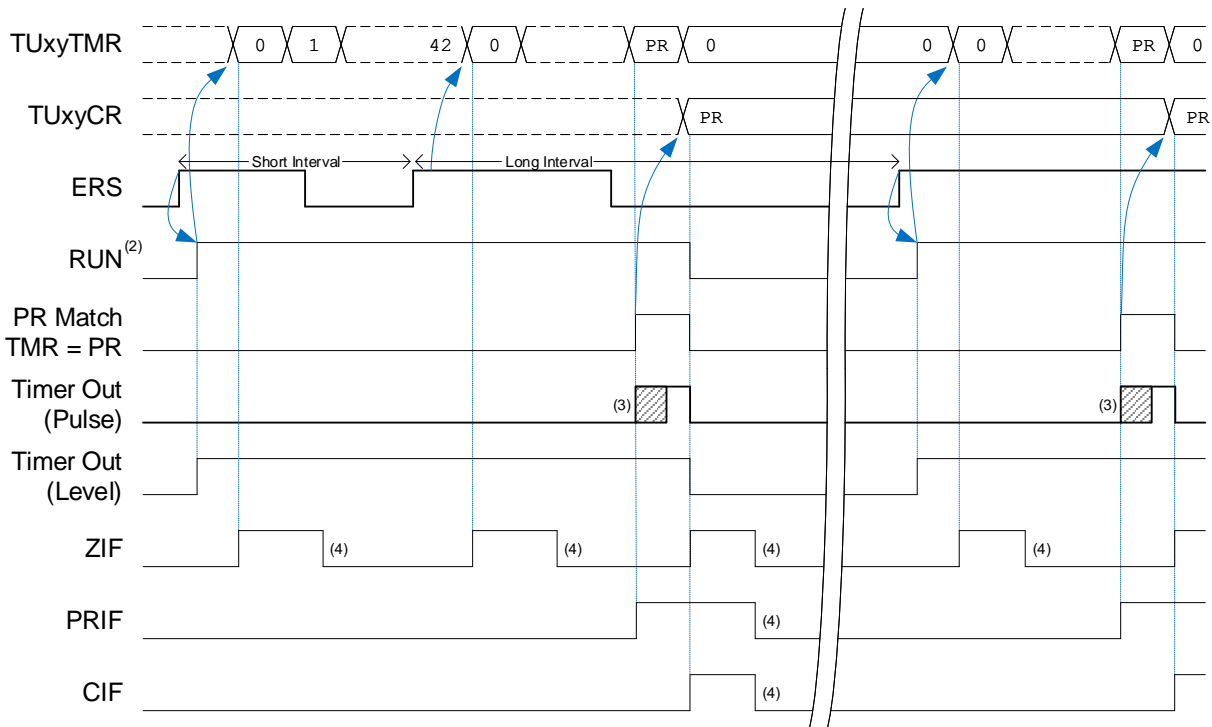 TUxyTMR 0 1 42 0 PR 0 0 0 PR 0
TUxyCR PR PR
Short Interval Long Interval
ERS
RUN(2)
PR Match
TMR = PR
Timer Out
(Pulse) (3) (3)
Timer Out
(Level)
ZIF (4) (4) (4) (4)
PRIF (4)
CIF (4)